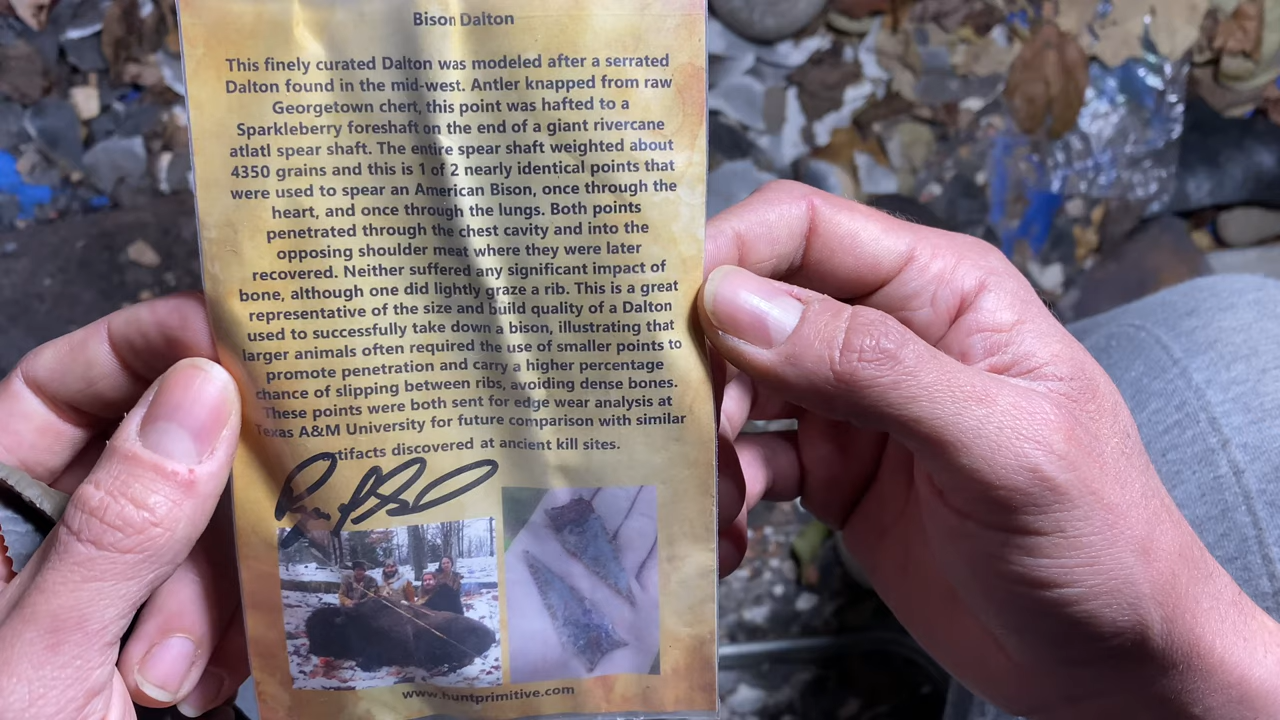 Bison Dalton
This finely curated Dalton was modeled after a serrated
Dalton found in the mid-west. Antler knapped from raw
Georgetown chert, this point was hafted to a
Sparkleberry foreshaft on the end of a giant rivercane
atlatl spear shaft. The entire spear shaft weighted about
4350 grains and this is 1 of 2 nearly identical points that
were used to spear an American Bison, once through the
heart, and once through the lungs. Both points
penetrated through the chest cavity and into the
opposing shoulder meat where they were later
recovered. Neither suffered any significant impact of
bone, although one did lightly graze a rib. This is a great
representative of the size and build quality of a Dalton
used to successfully take down a bison, illustrating that
larger animals often required the use of smaller points to
promote penetration and carry a higher percentage
chance of slipping between ribs, avoiding dense bones.
These points were both sent for edge wear analysis at
Texas A&M University for future comparison with similar
artifacts discovered at ancient kill sites.
www.huntprimitive.com